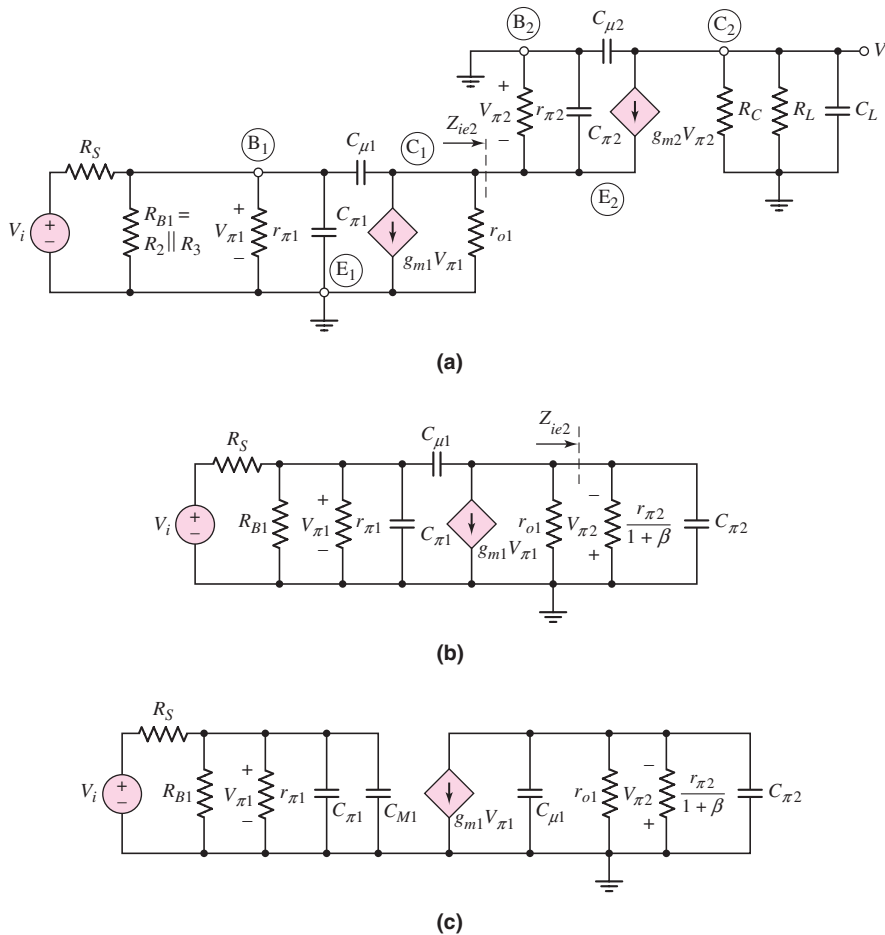 B2 Cμ2 C2 V
+ Vπ2 − rπ2 Cπ2 gm2Vπ2 RC RL CL
RS B1 Cμ1 C1 Zie2 E2
Vi + − RB1 = R2 || R3 + Vπ1 − rπ1 Cπ1 E1 gm1Vπ1 ro1
(a)
RS Cμ1 Zie2
Vi + − RB1 + Vπ1 − rπ1 Cπ1 gm1Vπ1 ro1 − Vπ2 + rπ2 / 1 + β Cπ2
(b)
RS
Vi + − RB1 + Vπ1 − rπ1 Cπ1 CM1 gm1Vπ1 Cμ1 ro1 − Vπ2 + rπ2 / 1 + β Cπ2
(c)